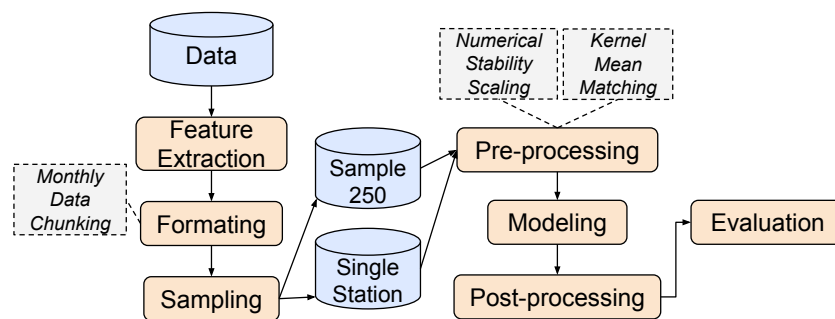 Data
Feature
Extraction
Monthly
Data
Chunking
Formating
Sampling
Sample
250
Single
Station
Numerical
Stability
Scaling
Kernel
Mean
Matching
Pre-processing
Modeling
Post-processing
Evaluation